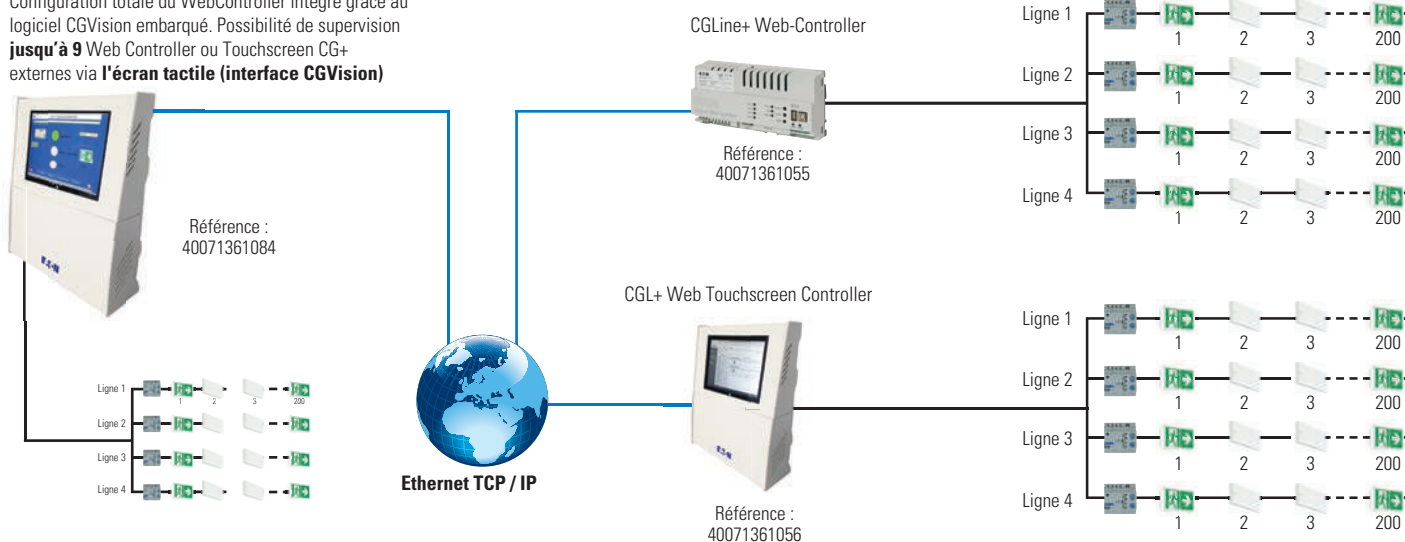 Configuration totale du WebController intégré grâce au
logiciel CGVision embarqué. Possibilité de supervision
jusqu'à 9 Web Controller ou Touchscreen CG+
externes via l'écran tactile (interface CGVision)
Référence :
40071361084
E·T·N
Ligne 1
1 2 3 200
Ligne 2
Ligne 3
Ligne 4
Ethernet TCP / IP
CGLine+ Web-Controller
Référence :
40071361055
Ligne 1
1 2 3 200
Ligne 2
1 2 3 200
Ligne 3
1 2 3 200
Ligne 4
1 2 3 200
CGL+ Web Touchscreen Controller
Référence :
40071361056
Ligne 1
1 2 3 200
Ligne 2
1 2 3 200
Ligne 3
1 2 3 200
Ligne 4
1 2 3 200